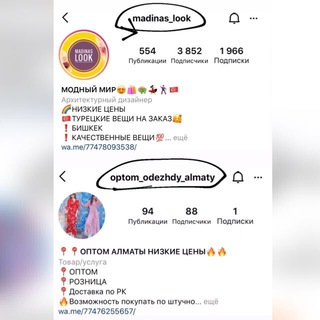 madinas_look
MADINAS
LOOK
554 3 852 1 966
Публикации Подписчики Подписки
МОДНЫЙ МИР😍🛍️🐢💃🕺🇹🇷
Архитектурный дизайнер
🌈НИЗКИЕ ЦЕНЫ
🇹🇷ТУРЕЦКИЕ ВЕЩИ НА ЗАКАЗ🥰
❗БИШКЕК
❗КАЧЕСТВЕННЫЕ ВЕЩИ💯... ещё
wa.me/77478093538/
optom_odezhdy_almaty
94 88 1
Публикации Подписчики Подписки
📍📍ОПТОМ АЛМАТЫ НИЗКИЕ ЦЕНЫ🔥🔥
Товар/услуга
📍ОПТОМ
📍РОЗНИЦА
📍Доставка по РК
🔥Возможность покупать по штучно... ещё
wa.me/77476255657/